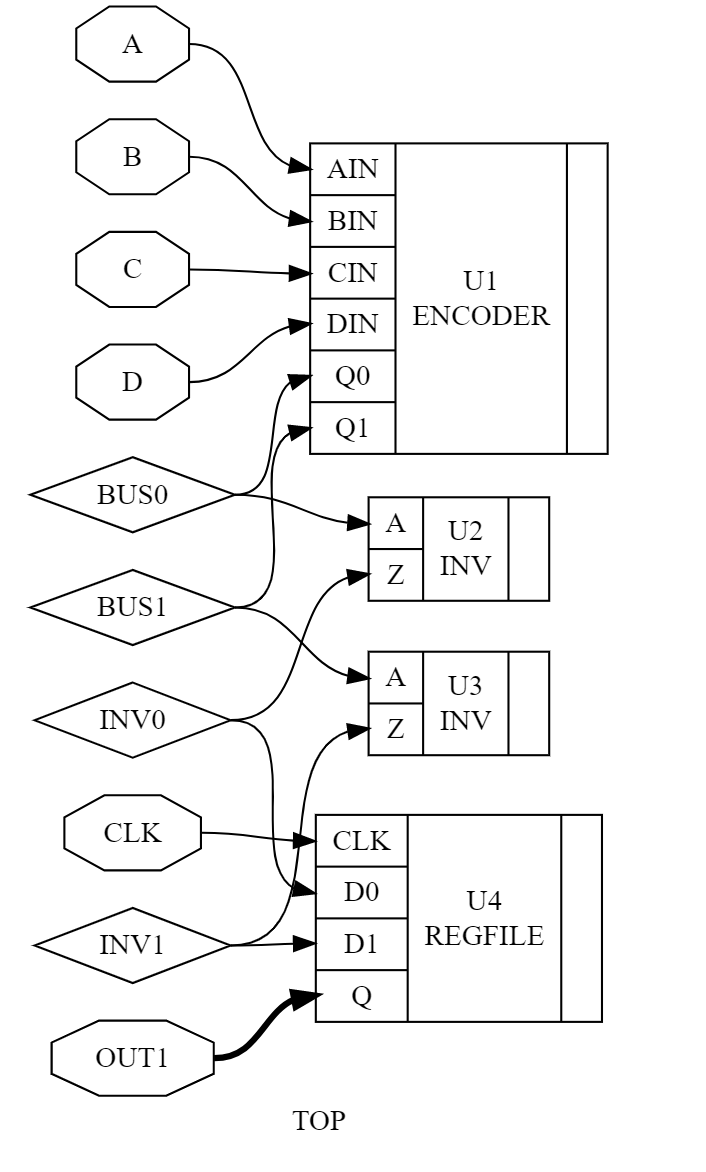 A
B
C
D
BUS0
BUS1
INV0
CLK
INV1
OUT1
AIN
BIN
CIN
DIN
Q0
Q1
U1
ENCODER
A
Z
U2
INV
A
Z
U3
INV
CLK
D0
D1
Q
U4
REGFILE
TOP